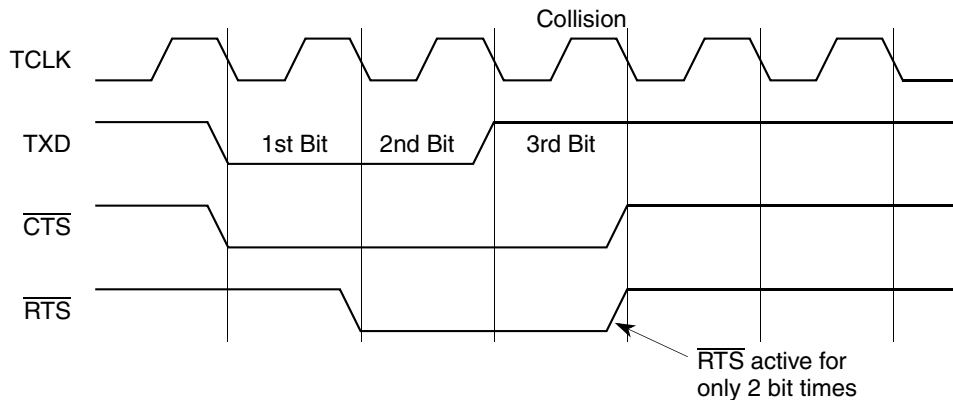 Collision
TCLK
TXD
1st Bit
2nd Bit
3rd Bit
CTS
RTS
RTS active for
only 2 bit times